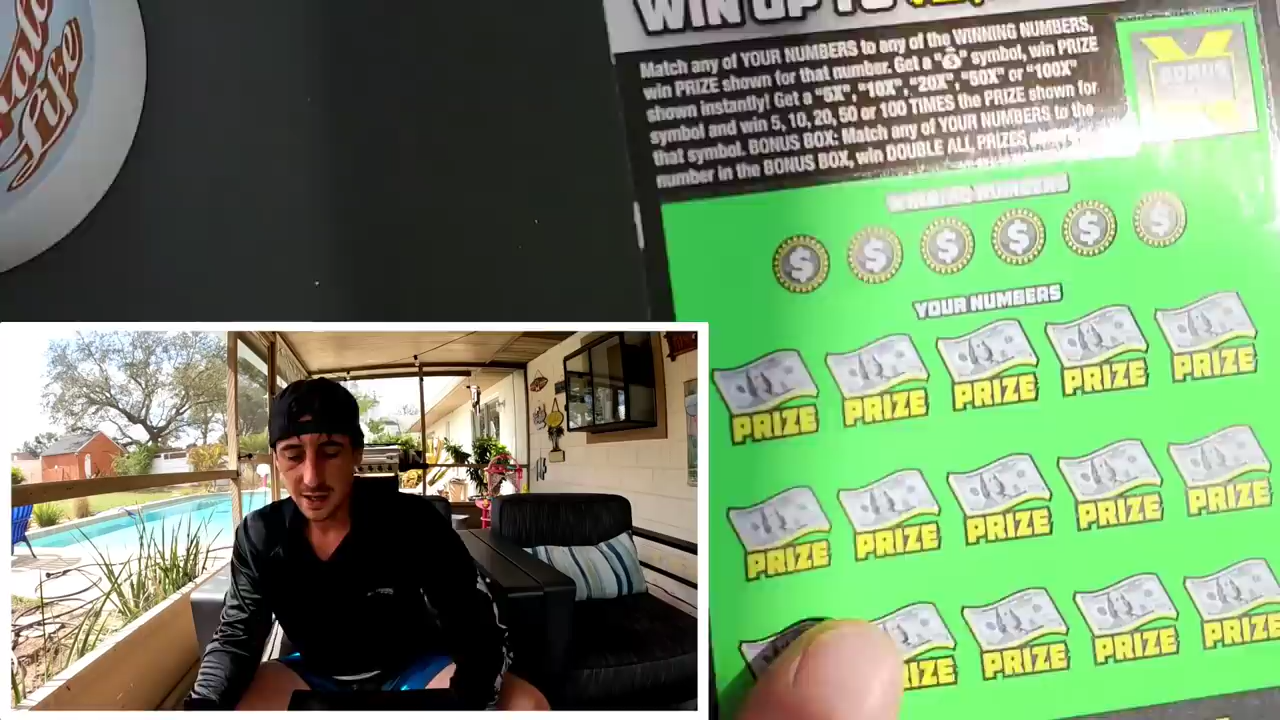 WIN UP TO
Match any of YOUR NUMBERS to any of the WINNING NUMBERS,
win PRIZE shown for that number. Get a "💰" symbol, win PRIZE
shown instantly! Get a "5X", "10X", "20X", "50X" or "100X"
symbol and win 5, 10, 20, 50 or 100 TIMES the PRIZE shown for
that symbol. BONUS BOX: Match any of YOUR NUMBERS to the
number in the BONUS BOX, win DOUBLE ALL PRIZES
BONUS
WINNING NUMBERS
$ $ $ $ $ $
YOUR NUMBERS
PRIZE PRIZE PRIZE PRIZE PRIZE
PRIZE PRIZE PRIZE PRIZE PRIZE
PRIZE PRIZE PRIZE
Life